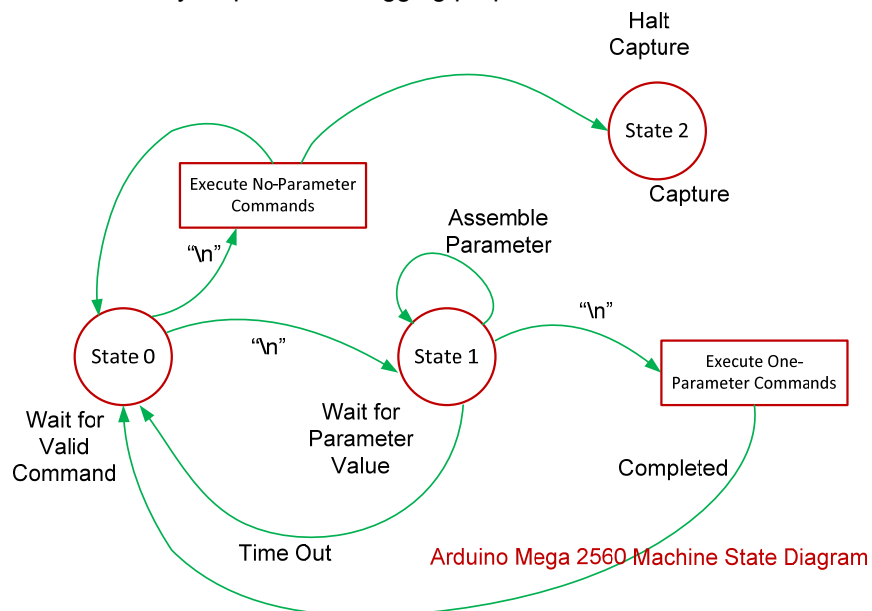 Halt
Capture
State 2
Capture
Execute No-Parameter
Commands
Assemble
Parameter
“\n”
“\n”
State 0
“\n”
State 1
Execute One-
Parameter Commands
Wait for
Valid
Command
Wait for
Parameter
Value
Completed
Time Out
Arduino Mega 2560 Machine State Diagram